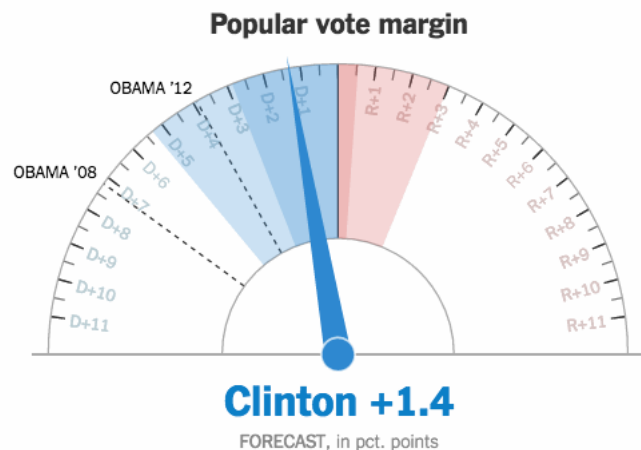 Popular vote margin
OBAMA '12
OBAMA '08
D+11
D+10
D+9
D+8
D+7
D+6
D+5
D+4
D+3
D+2
D+1
R+1
R+2
R+3
R+4
R+5
R+6
R+7
R+8
R+9
R+10
R+11
Clinton +1.4
FORECAST, in pct. points